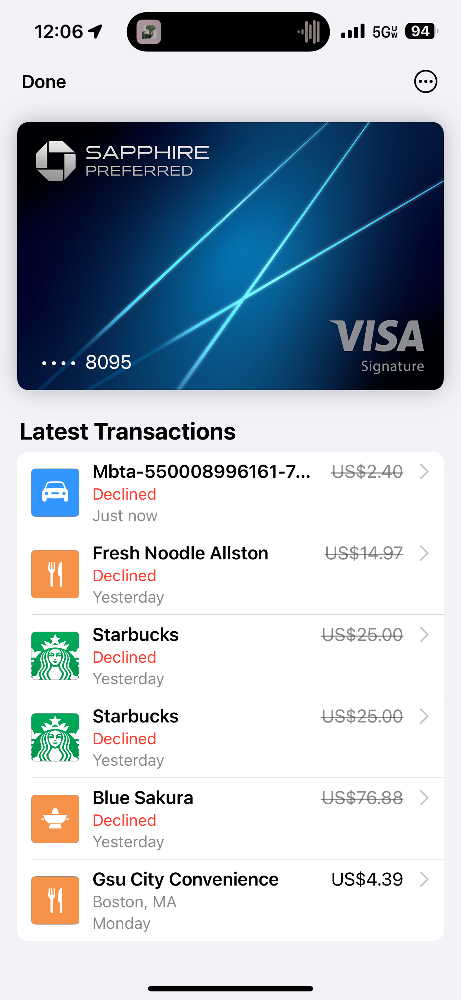 12:06
5G UW
94
Done
SAPPHIRE
PREFERRED
VISA
Signature
•••• 8095
Latest Transactions
Mbta-550008996161-7... US$2.40
Declined
Just now
Fresh Noodle Allston US$14.97
Declined
Yesterday
Starbucks US$25.00
Declined
Yesterday
Starbucks US$25.00
Declined
Yesterday
Blue Sakura US$76.88
Declined
Yesterday
Gsu City Convenience US$4.39
Boston, MA
Monday